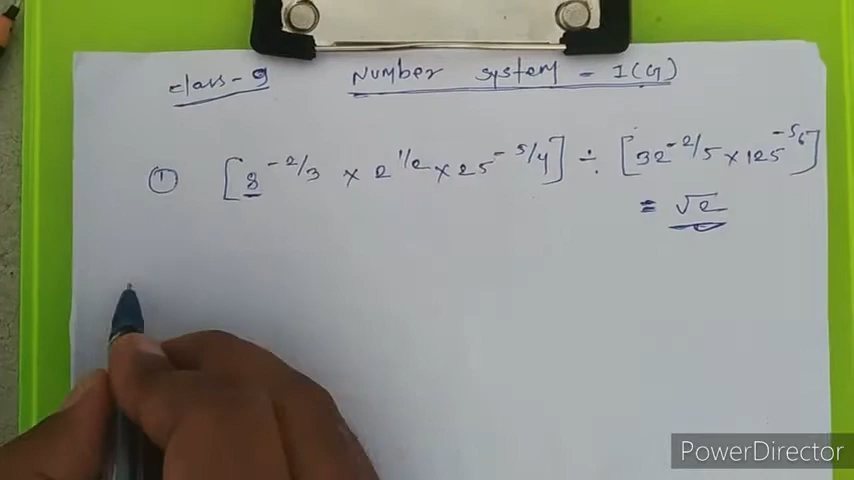 class-9 Number system - I(G)
① [8^-2/3 × 2^1/2 × 25^-5/4] ÷ [32^-2/5 × 125^-5/6]
= √2
PowerDirector